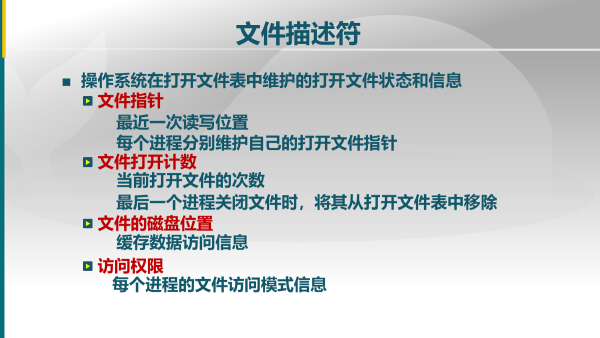 文件描述符
操作系统在打开文件表中维护的打开文件状态和信息
文件指针
最近一次读写位置
每个进程分别维护自己的打开文件指针
文件打开计数
当前打开文件的次数
最后一个进程关闭文件时，将其从打开文件表中移除
文件的磁盘位置
缓存数据访问信息
访问权限
每个进程的文件访问模式信息